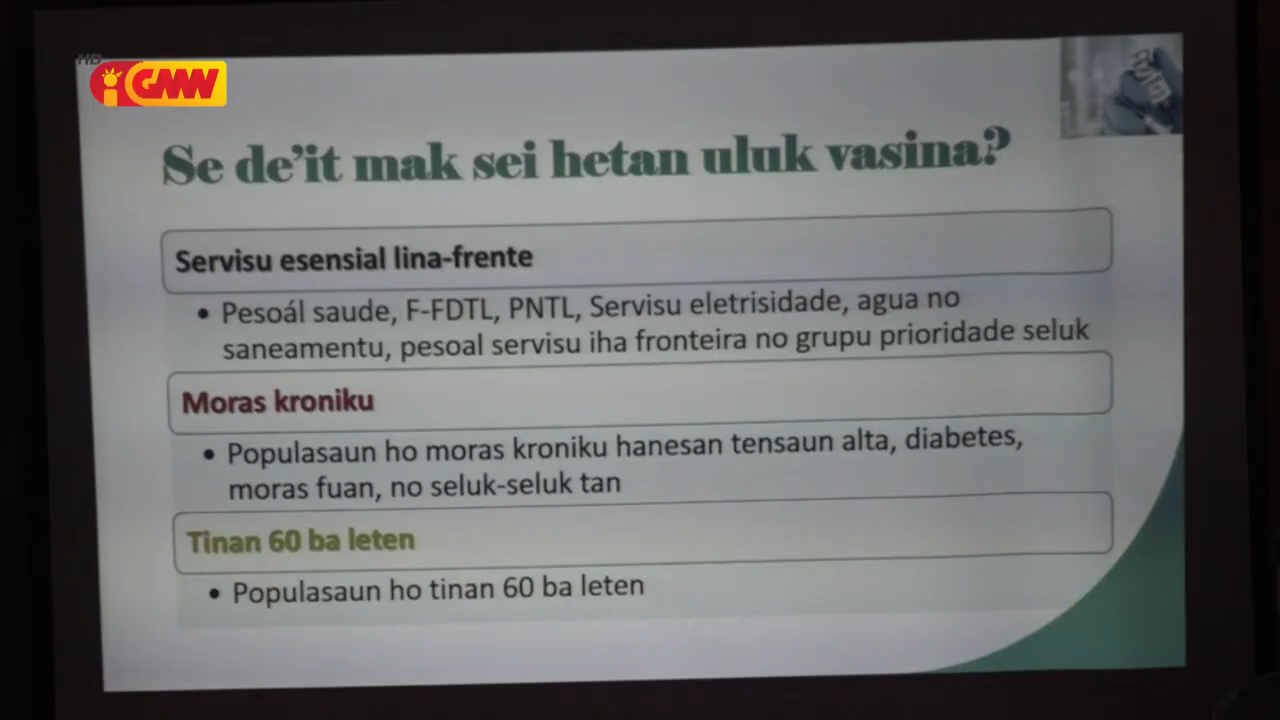 HD
GMN
Se de'it mak sei hetan uluk vasina?
Servisu esensial lina-frente
• Pesoál saude, F-FDTL, PNTL, Servisu eletrisidade, agua no
saneamentu, pesoal servisu iha fronteira no grupu prioridade seluk
Moras kroniku
• Populasaun ho moras kroniku hanesan tensaun alta, diabetes,
moras fuan, no seluk-seluk tan
Tinan 60 ba leten
• Populasaun ho tinan 60 ba leten